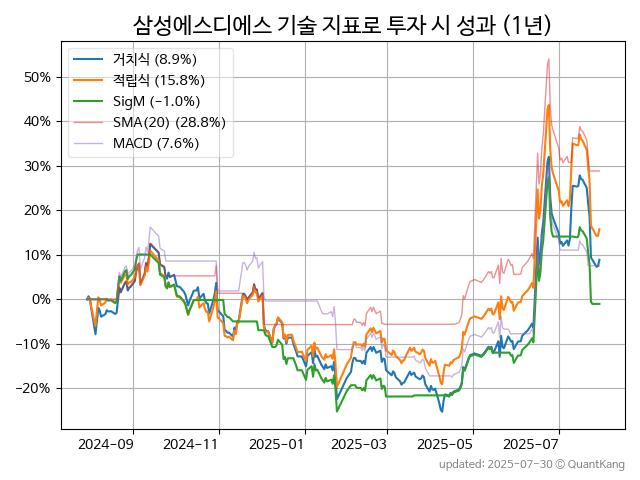 삼성에스디에스 기술 지표로 투자 시 성과 (1년)
거치식 (8.9%)
적립식 (15.8%)
SigM (−1.0%)
SMA(20) (28.8%)
MACD (7.6%)
50%
40%
30%
20%
10%
0%
−10%
−20%
2024-09
2024-11
2025-01
2025-03
2025-05
2025-07
updated: 2025-07-30 © QuantKang